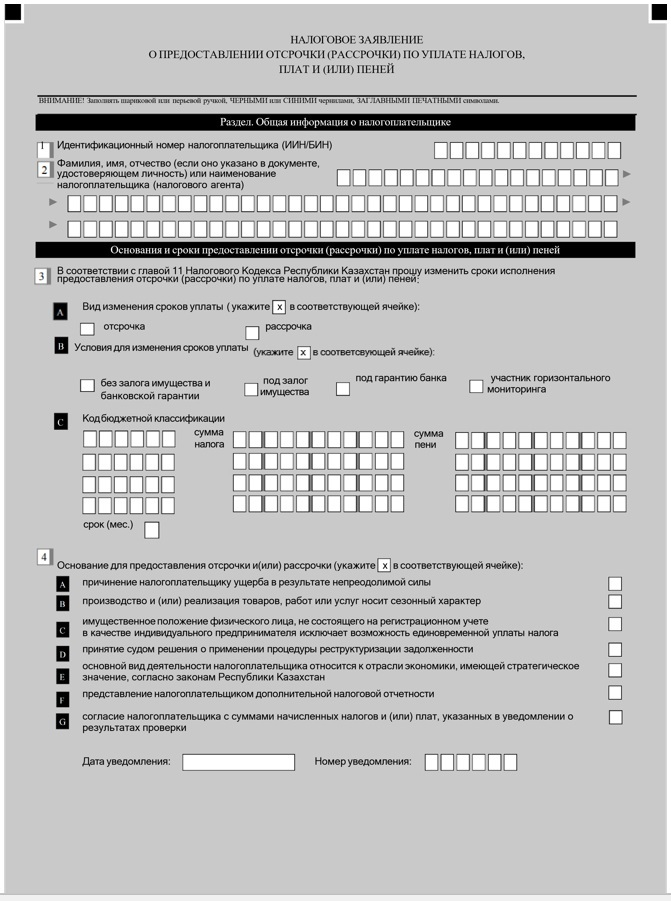 НАЛОГОВОЕ ЗАЯВЛЕНИЕ
О ПРЕДОСТАВЛЕНИИ ОТСРОЧКИ (РАССРОЧКИ) ПО УПЛАТЕ НАЛОГОВ,
ПЛАТ И (ИЛИ) ПЕНЕЙ
ВНИМАНИЕ! Заполнять шариковой или перьевой ручкой, ЧЕРНЫМИ или СИНИМИ чернилами, ЗАГЛАВНЫМИ ПЕЧАТНЫМИ символами.
Раздел. Общая информация о налогоплательщике
1 Идентификационный номер налогоплательщика (ИИН/БИН)
2 Фамилия, имя, отчество (если оно указано в документе,
удостоверяющем личность) или наименование
налогоплательщика (налогового агента)
Основания и сроки предоставлении отсрочки (рассрочки) по уплате налогов, плат и (или) пеней
3 В соответствии с главой 11 Налогового Кодекса Республики Казахстан прошу изменить сроки исполнения
предоставлении отсрочки (рассрочки) по уплате налогов, плат и (или) пеней:
A Вид изменения сроков уплаты ( укажите x в соответствующей ячейке):
отсрочка рассрочка
B Условия для изменения сроков уплаты (укажите x в соответсвующей ячейке):
без залога имущества и под залог под гарантию банка участник горизонтального
банковской гарантии имущества мониторинга
C Код бюджетной классификации
сумма сумма
налога пени
срок (мес.)
4 Основание для предоставления отсрочки и(или) рассрочки (укажите x в соответствующей ячейке):
A причинение налогоплательщику ущерба в результате непреодолимой силы
B производство и (или) реализация товаров, работ или услуг носит сезонный характер
C имущественное положение физического лица, не состоящего на регистрационном учете
в качестве индивидуального предпринимателя исключает возможность единовременной уплаты налога
D принятие судом решения о применении процедуры реструктуризации задолженности
E основной вид деятельности налогоплательщика относится к отрасли экономики, имеющей стратегическое
значение, согласно законам Республики Казахстан
F представление налогоплательщиком дополнительной налоговой отчетности
G согласие налогоплательщика с суммами начисленных налогов и (или) плат, указанных в уведомлении о
результатах проверки
Дата уведомления: Номер уведомления: